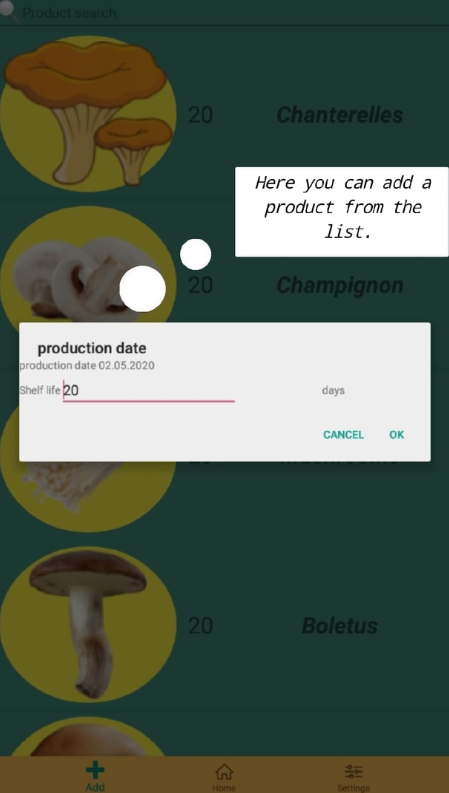 Product search
20 Chanterelles
Here you can add a
product from the
list.
20 Champignon
production date
production date 02.05.2020
Shelf life 20 days
CANCEL OK
20 Boletus
Add Home Settings